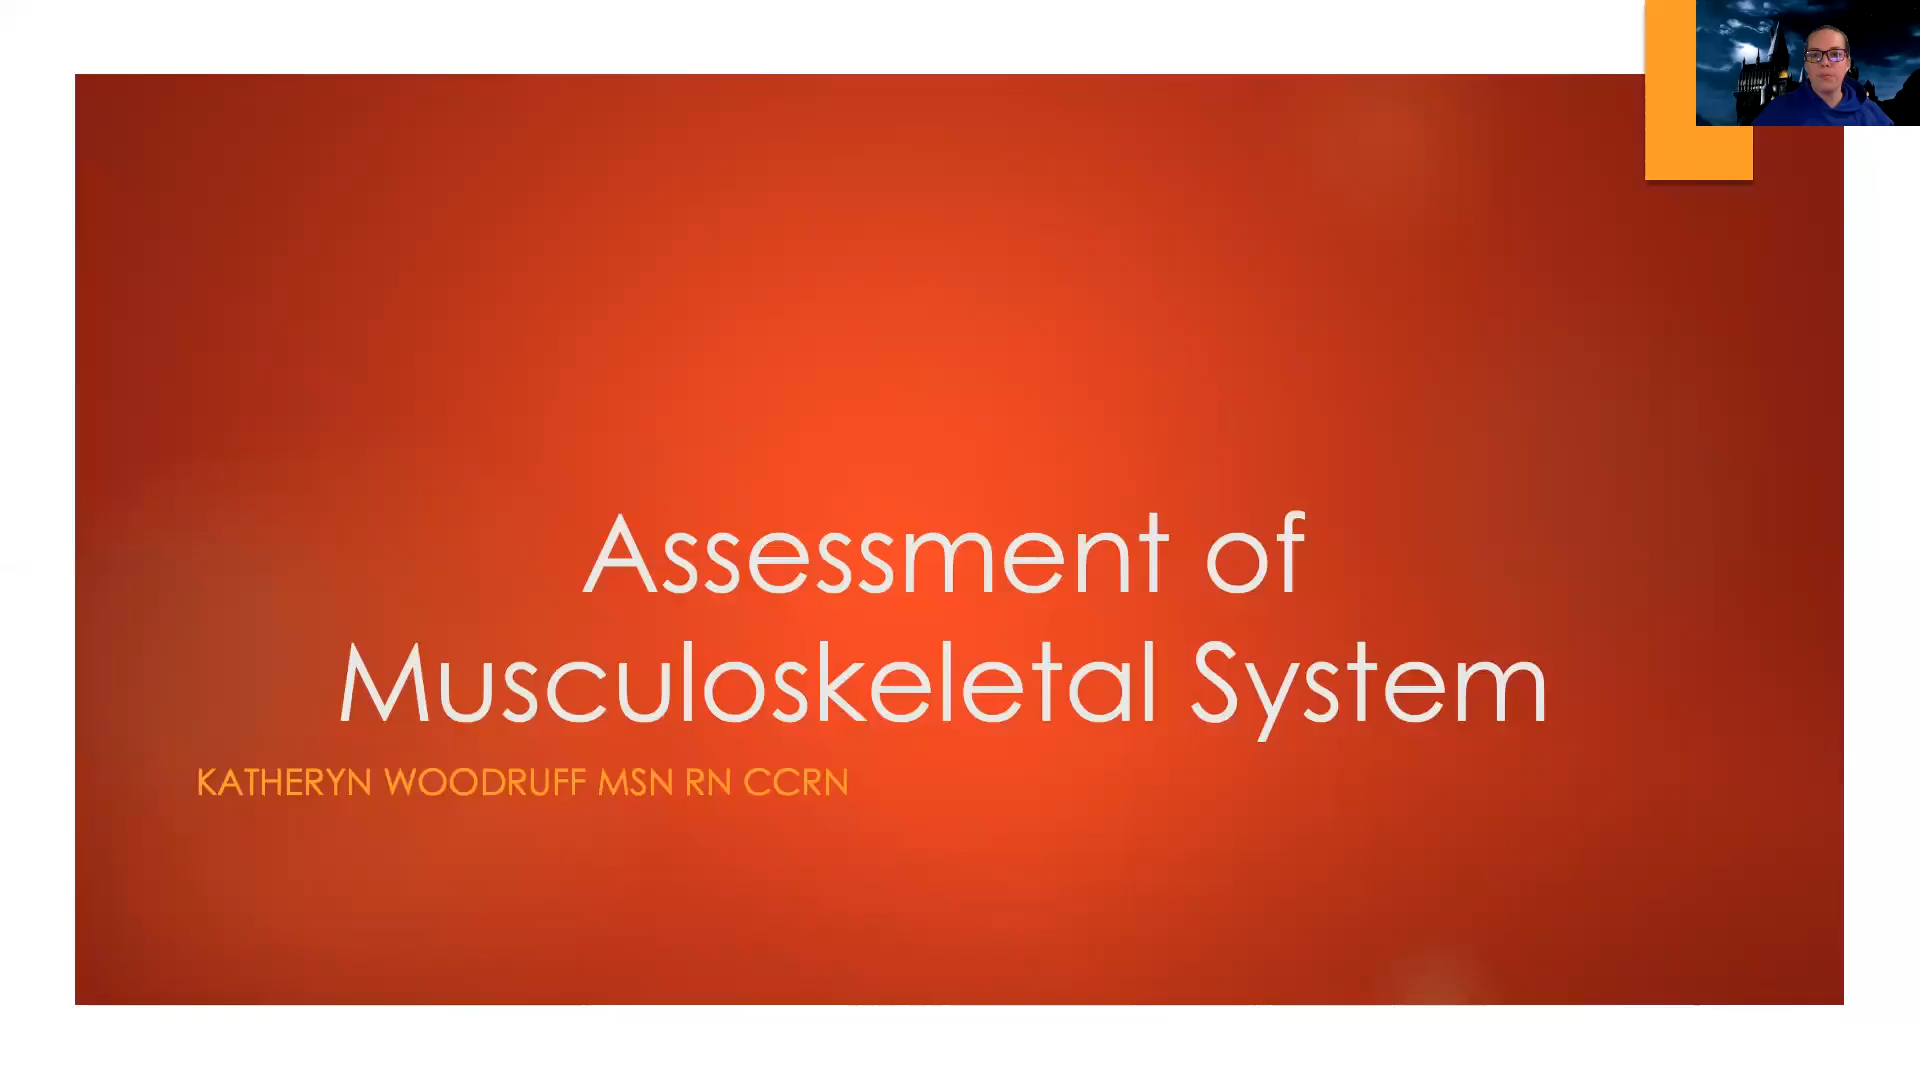 Assessment of
Musculoskeletal System
KATHERYN WOODRUFF MSN RN CCRN